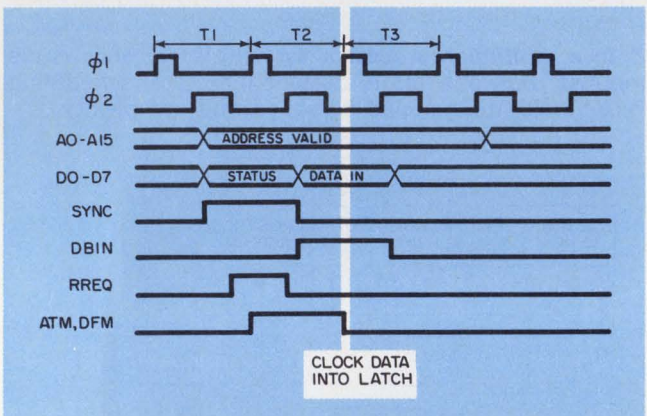 T1 T2 T3
ϕ1
ϕ2
A0-A15 ADDRESS VALID
D0-D7 STATUS DATA IN
SYNC
DBIN
RREQ
ATM,DFM
CLOCK DATA
INTO LATCH